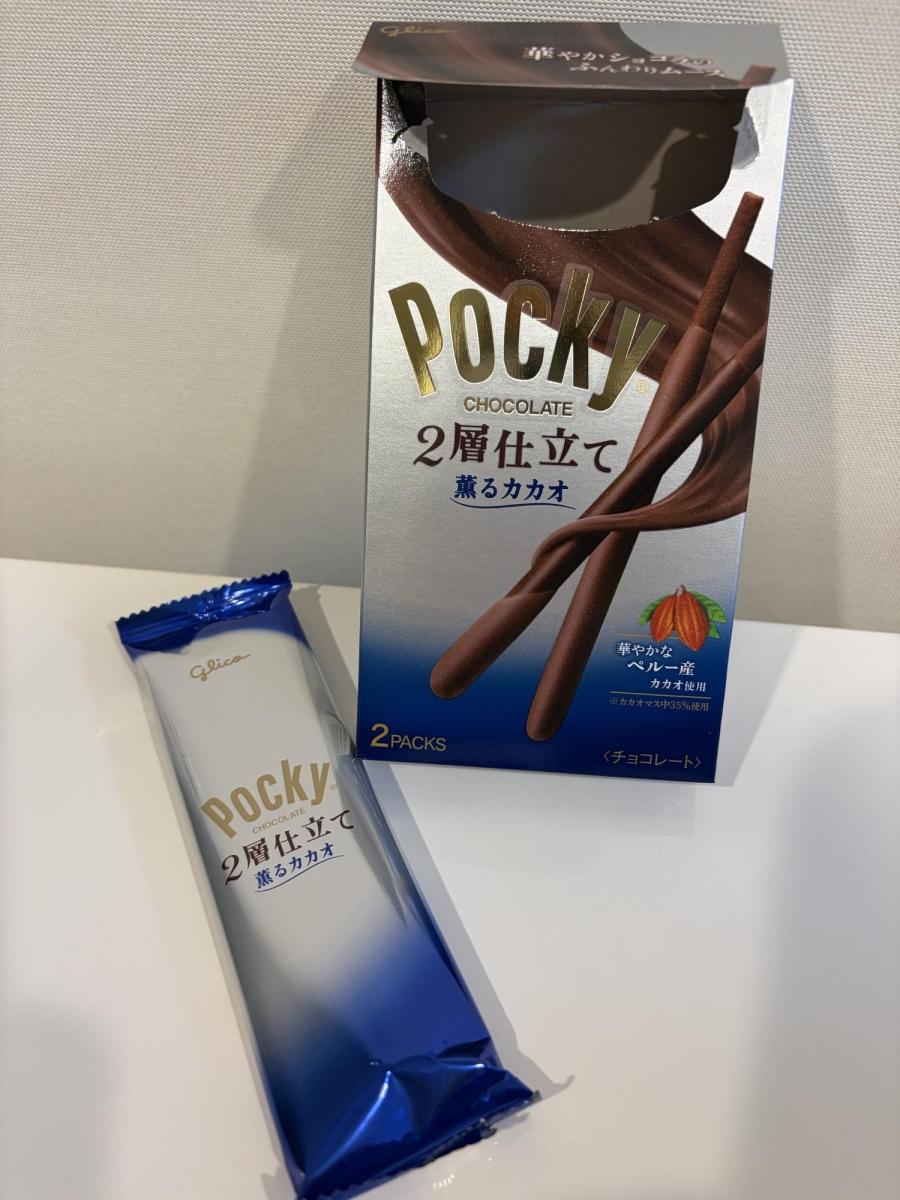 glico
華やかショコラの
ふんわりムース
Pocky®
CHOCOLATE
2層仕立て
薫るカカオ
華やかな
ペルー産
カカオ使用
※カカオマス中35%使用
2PACKS
〈チョコレート〉
glico
Pocky®
CHOCOLATE
2層仕立て
薫るカカオ